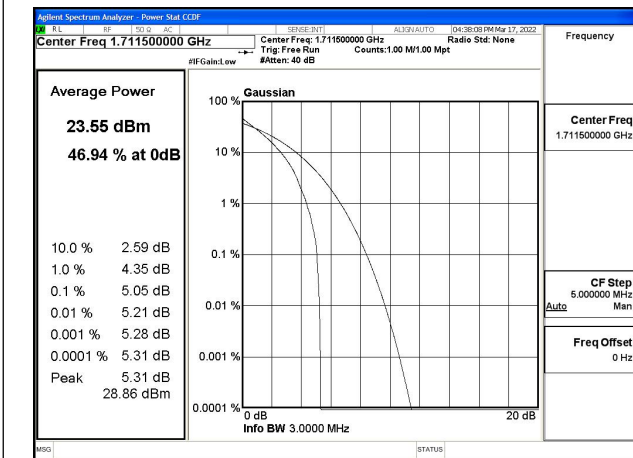 Agilent Spectrum Analyzer - Power Stat CCDF
RL RF 50 Ω AC SENSE:INT ALIGNAUTO 04:38:08 PM Mar 17, 2022
Center Freq 1.711500000 GHz
Center Freq: 1.711500000 GHz Radio Std: None
Trig: Free Run Counts:1.00 M/1.00 Mpt
#IFGain:Low #Atten: 40 dB
Frequency
Average Power
23.55 dBm
46.94 % at 0dB
10.0 % 2.59 dB
1.0 % 4.35 dB
0.1 % 5.05 dB
0.01 % 5.21 dB
0.001 % 5.28 dB
0.0001 % 5.31 dB
Peak 5.31 dB
28.86 dBm
Gaussian
100 %
10 %
1 %
0.1 %
0.01 %
0.001 %
0.0001 %
0 dB 20 dB
Info BW 3.0000 MHz
Center Freq
1.711500000 GHz
CF Step
5.000000 MHz
Auto Man
Freq Offset
0 Hz
MSG STATUS